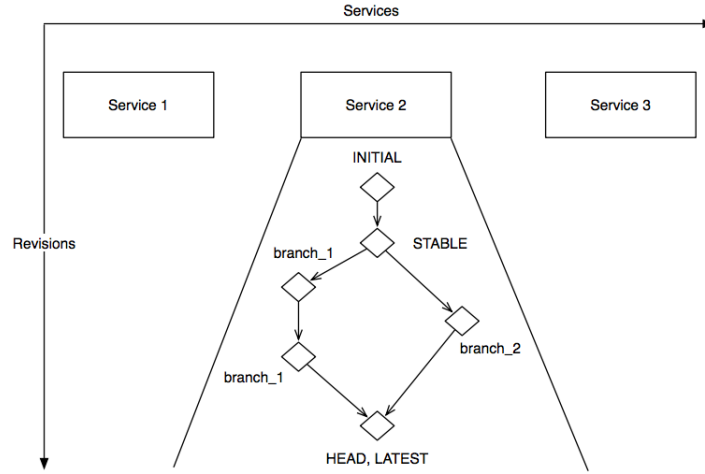 Services
Service 1
Service 2
Service 3
INITIAL
Revisions
STABLE
branch_1
branch_2
branch_1
HEAD, LATEST